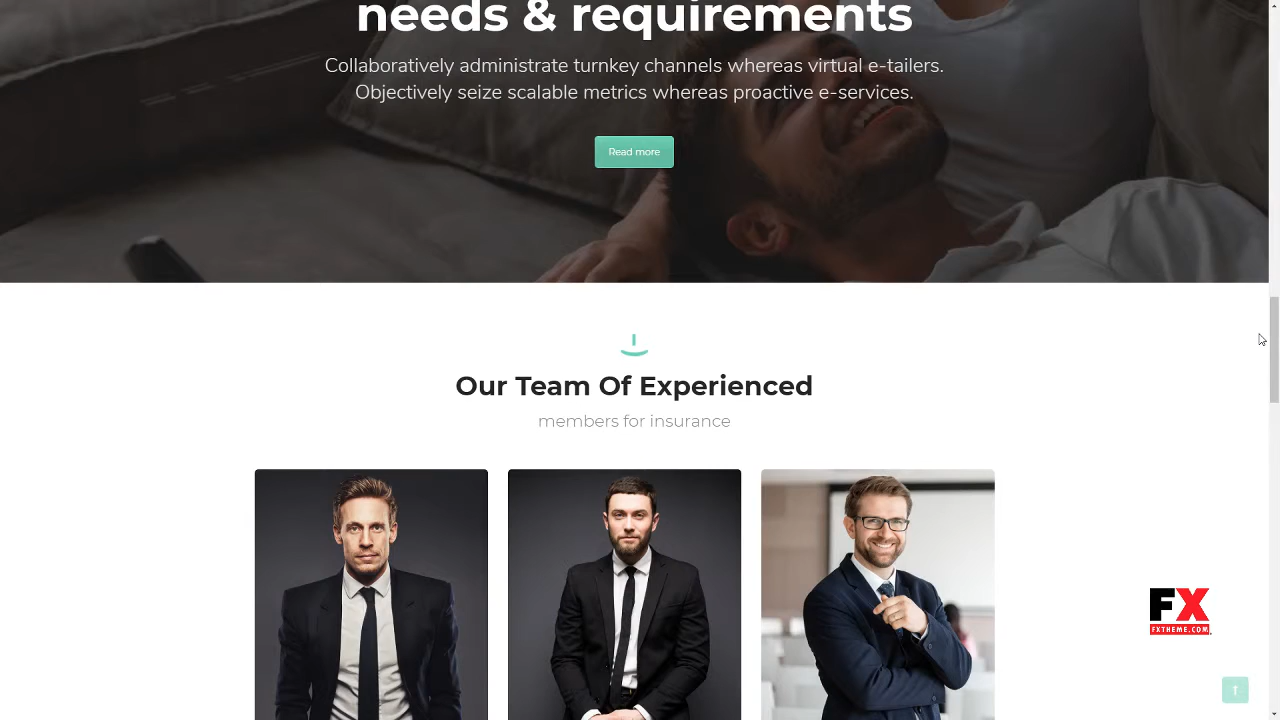 needs & requirements
Collaboratively administrate turnkey channels whereas virtual e-tailers.
Objectively seize scalable metrics whereas proactive e-services.
Read more
Our Team Of Experienced
members for insurance
FX
FXTHEME.COM